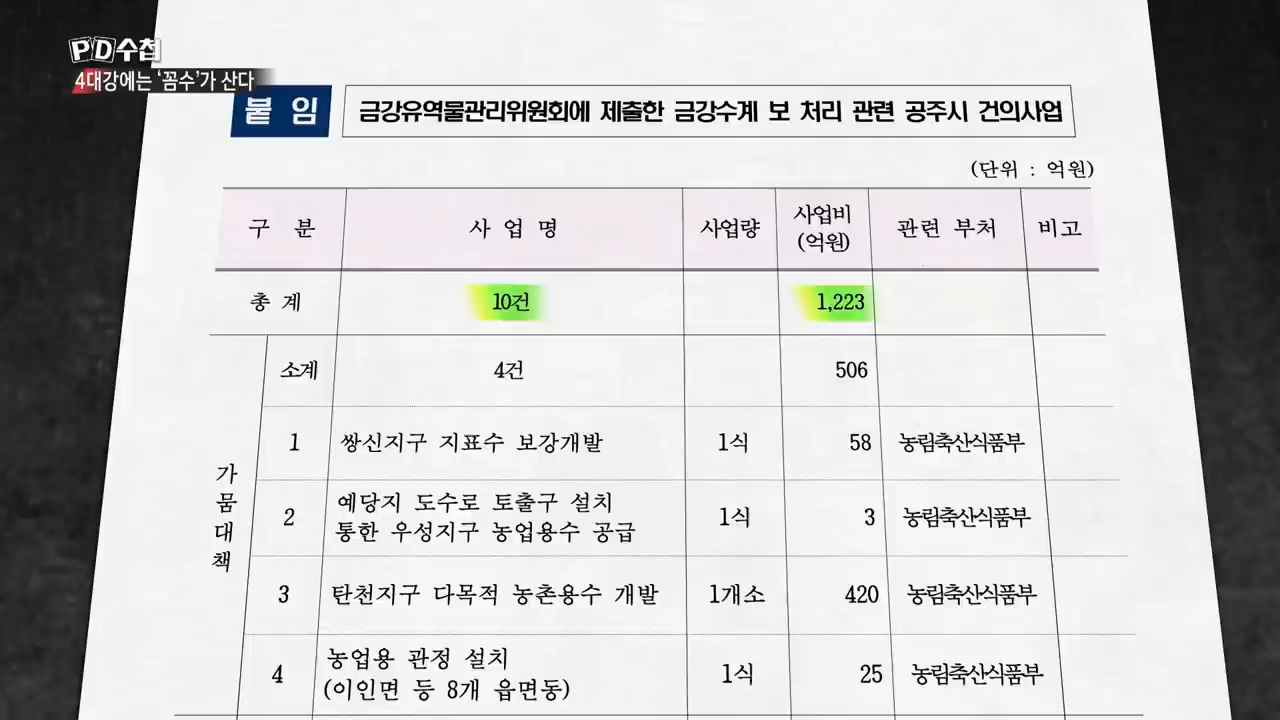 PD수첩
4대강에는 '꼼수'가 산다
붙 임
금강유역물관리위원회에 제출한 금강수계 보 처리 관련 공주시 건의사업
(단위 : 억원)
구 분 사 업 명 사업량 사업비 (억원) 관련 부처 비고
총 계 10건 1,223
가뭄대책
소계 4건 506
1 쌍신지구 지표수 보강개발 1식 58 농림축산식품부
2 예당지 도수로 토출구 설치
통한 우성지구 농업용수 공급 1식 3 농림축산식품부
3 탄천지구 다목적 농촌용수 개발 1개소 420 농림축산식품부
4 농업용 관정 설치
(이인면 등 8개 읍면동) 1식 25 농림축산식품부